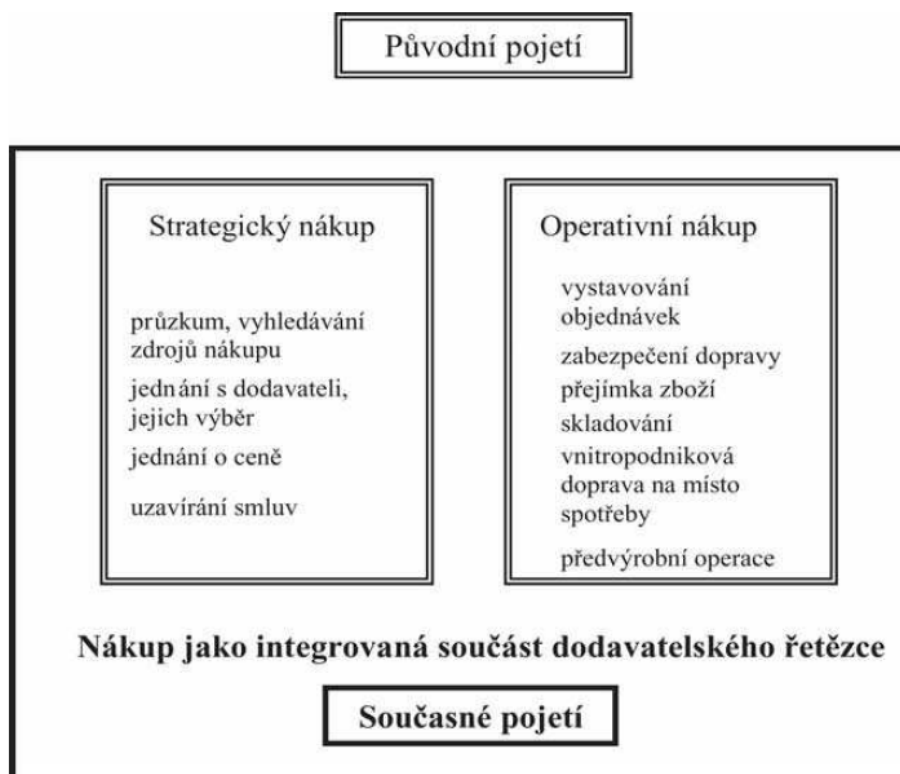 Původní pojetí
Strategický nákup
průzkum, vyhledávání
zdrojů nákupu
jednání s dodavateli,
jejich výběr
jednání o ceně
uzavírání smluv
Operativní nákup
vystavování
objednávek
zabezpečení dopravy
přejímka zboží
skladování
vnitropodniková
doprava na místo
spotřeby
předvýrobní operace
Nákup jako integrovaná součást dodavatelského řetězce
Současné pojetí